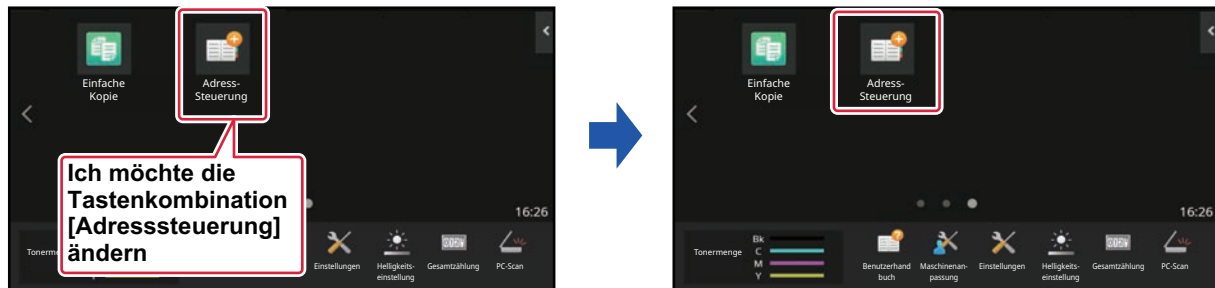 Einfache
Kopie
Adress-
Steuerung
Ich möchte die
Tastenkombination
[Adresssteuerung]
ändern
16:26
Einstellungen
Helligkeits-
einstellung
Gesamtzählung
PC-Scan
Einfache
Kopie
Adress-
Steuerung
16:26
Tonermenge
Bk
C
M
Y
Benutzerhand
buch
Maschinenan-
passung
Einstellungen
Helligkeits-
einstellung
Gesamtzählung
PC-Scan